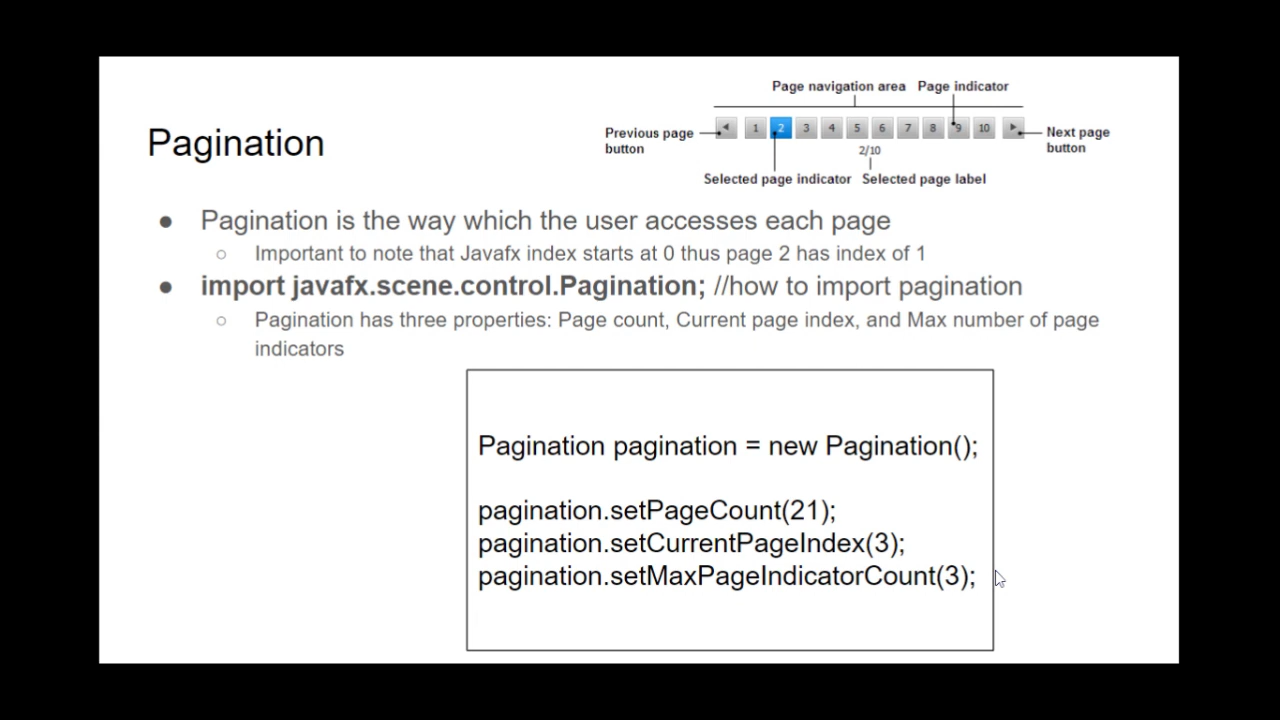 Page navigation area Page indicator
Pagination
Previous page
button
◄ 1 2 3 4 5 6 7 8 9 10 ►
Next page
button
2/10
Selected page indicator Selected page label
● Pagination is the way which the user accesses each page
○ Important to note that Javafx index starts at 0 thus page 2 has index of 1
● import javafx.scene.control.Pagination; //how to import pagination
○ Pagination has three properties: Page count, Current page index, and Max number of page
indicators
Pagination pagination = new Pagination();
pagination.setPageCount(21);
pagination.setCurrentPageIndex(3);
pagination.setMaxPageIndicatorCount(3);